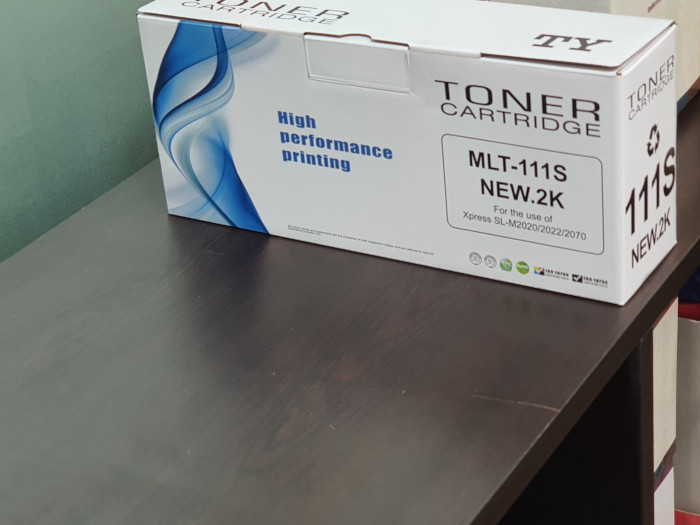 TONER
CARTRIDGE
TY
High
performance
printing
TONER
CARTRIDGE
MLT-111S
NEW.2K
For the use of
Xpress SL-M2020/2022/2070
TONER
CARTRIDGE
111S
NEW.2K